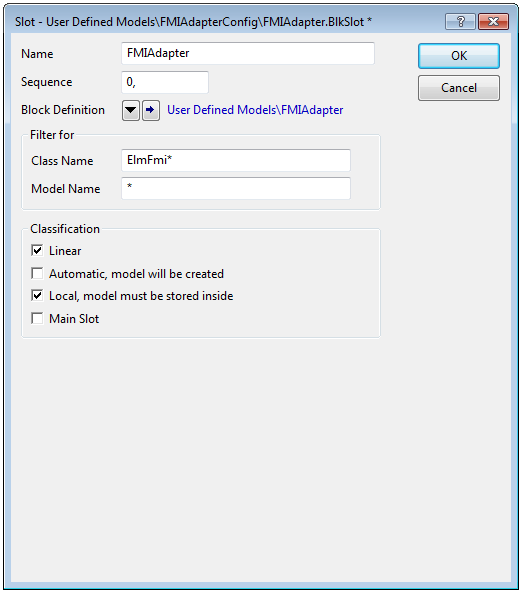 Slot - User Defined Models\FMIAdapterConfig\FMIAdapter.BlkSlot *
?
Name FMIAdapter OK
Sequence 0, Cancel
Block Definition User Defined Models\FMIAdapter
Filter for
Class Name ElmFmi*
Model Name *
Classification
Linear
Automatic, model will be created
Local, model must be stored inside
Main Slot